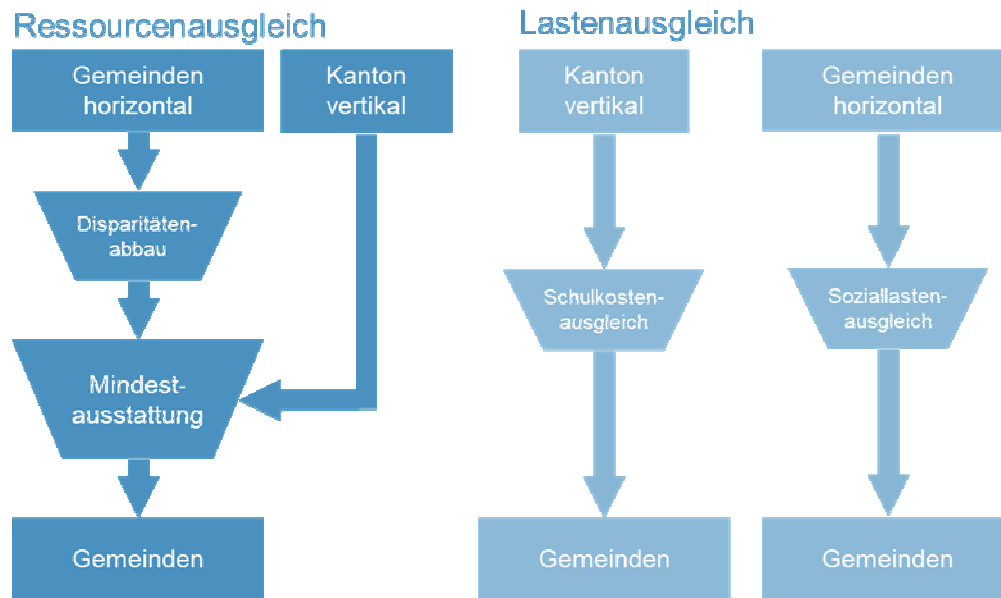 Ressourcenausgleich
Gemeinden
horizontal
Kanton
vertikal
Disparitäten-
abbau
Mindest-
ausstattung
Gemeinden
Lastenausgleich
Kanton
vertikal
Gemeinden
horizontal
Schulkosten-
ausgleich
Soziallasten-
ausgleich
Gemeinden
Gemeinden